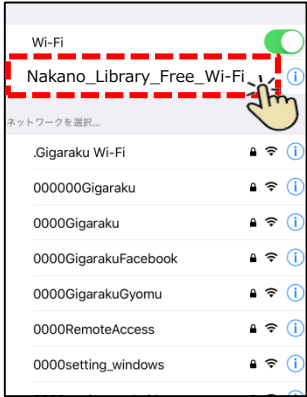 Wi-Fi
Nakano_Library_Free_Wi-Fi
ネットワークを選択...
.Gigaraku Wi-Fi
000000Gigaraku
0000Gigaraku
0000GigarakuFacebook
0000GigarakuGyomu
0000RemoteAccess
0000setting_windows